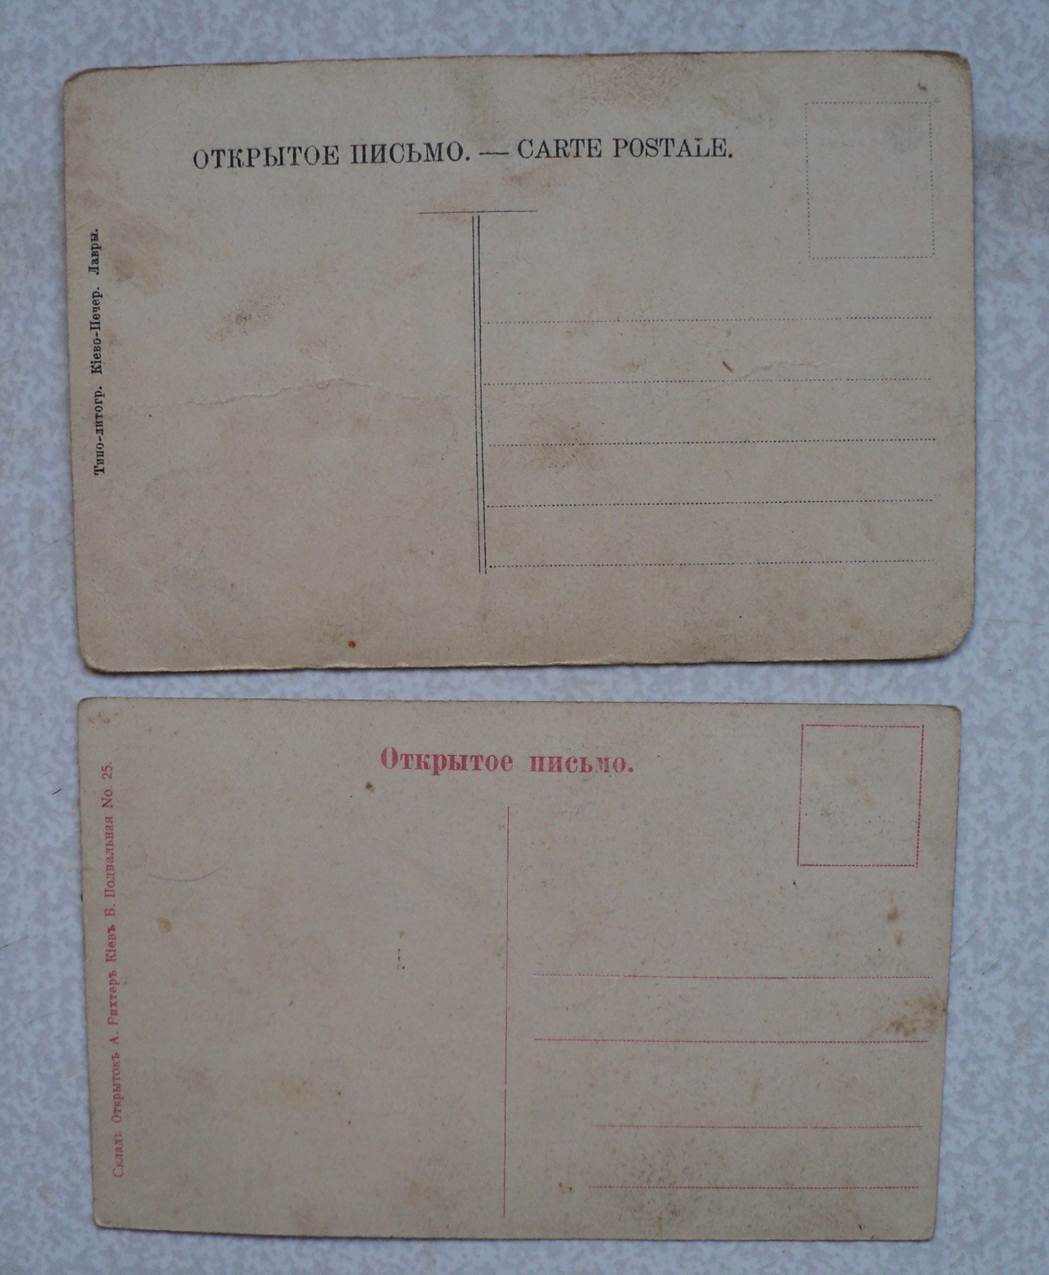 ОТКРЫТОЕ ПИСЬМО. — CARTE POSTALE.
Типо-литогр. Кіево-Печер. Лавры.
Открытое письмо.
Складъ Открытокъ А. Рихтеръ Кіевъ Б. Подвальная No 25.